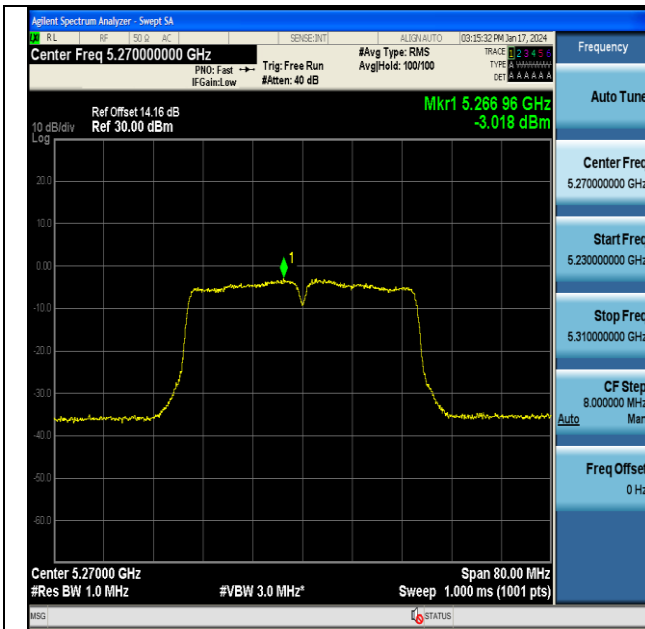 Agilent Spectrum Analyzer - Swept SA
LXI RL RF 50 Ω AC SENSE:INT ALIGN AUTO 03:15:32 PM Jan 17, 2024
Center Freq 5.270000000 GHz
PNO: Fast
IFGain:Low
Trig: Free Run
#Atten: 40 dB
#Avg Type: RMS
Avg|Hold: 100/100
TRACE 1 2 3 4 5 6
TYPE A
DET A A A A A A
Mkr1 5.266 96 GHz
-3.018 dBm
Ref Offset 14.16 dB
10 dB/div Ref 30.00 dBm
Log
20.0
10.0
0.00
-10.0
-20.0
-30.0
-40.0
-50.0
-60.0
1
Center 5.27000 GHz Span 80.00 MHz
#Res BW 1.0 MHz #VBW 3.0 MHz* Sweep 1.000 ms (1001 pts)
MSG STATUS
Frequency
Auto Tune
Center Freq
5.270000000 GHz
Start Freq
5.230000000 GHz
Stop Freq
5.310000000 GHz
CF Step
8.000000 MHz
Auto Man
Freq Offset
0 Hz